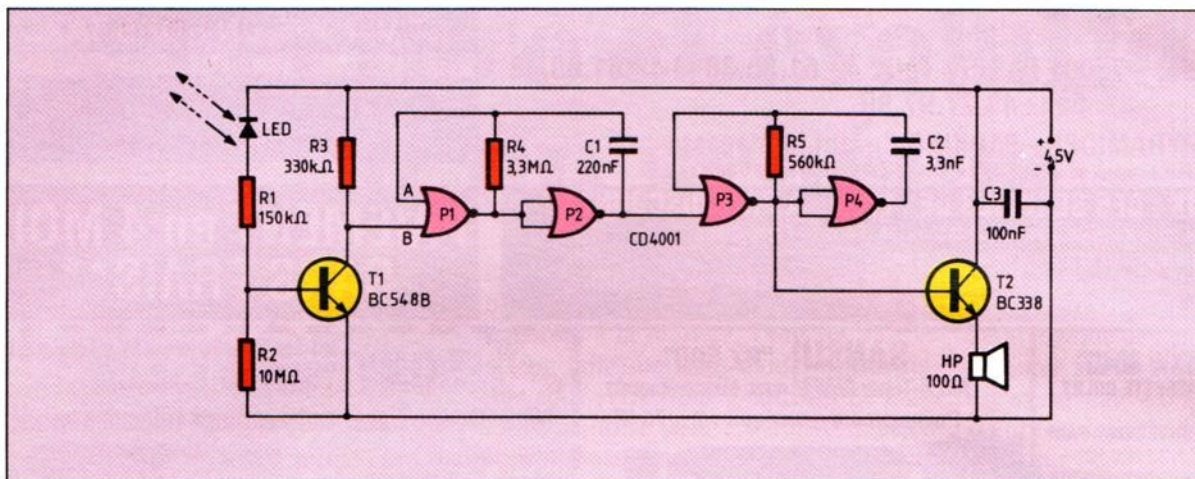 LED
R1
150kΩ
R2
10MΩ
R3
330kΩ
T1
BC548B
A
B
P1
R4
3,3MΩ
P2
C1
220nF
CD4001
P3
R5
560kΩ
P4
C2
3,3nF
+
4,5V
-
C3
100nF
T2
BC338
HP
100Ω